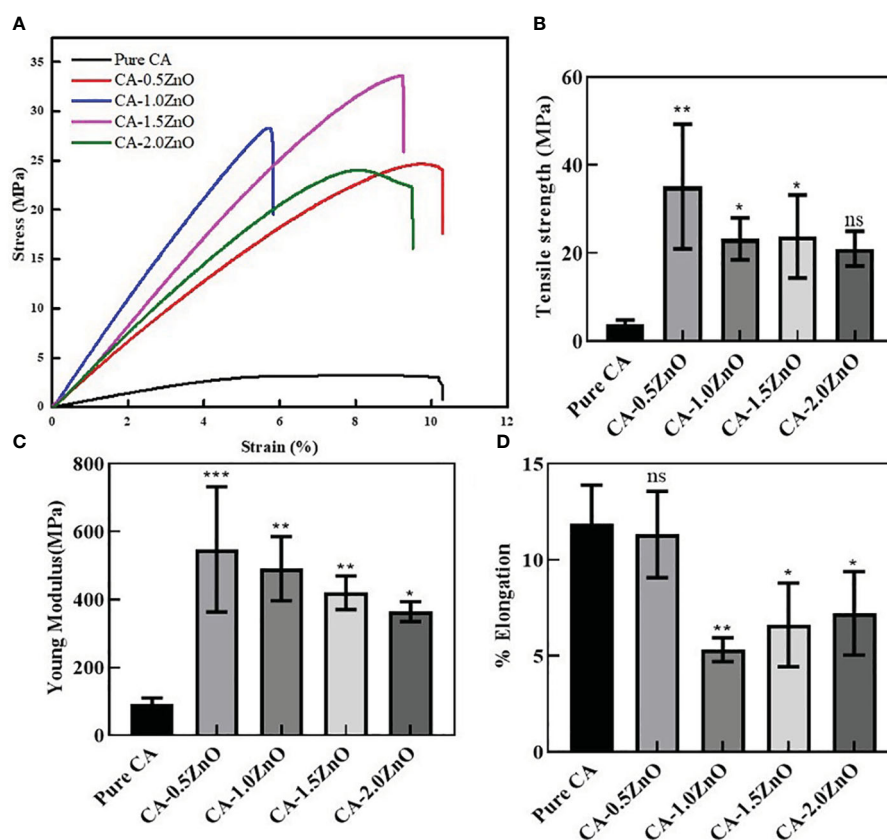 A
35
30
25
20
15
10
5
0
Stress (MPa)
Pure CA
CA-0.5ZnO
CA-1.0ZnO
CA-1.5ZnO
CA-2.0ZnO
0 2 4 6 8 10 12
Strain (%)
B
60
40
20
0
Tensile strength (MPa)
**
*
*
ns
Pure CA
CA-0.5ZnO
CA-1.0ZnO
CA-1.5ZnO
CA-2.0ZnO
C
800
600
400
200
0
Young Modulus(MPa)
***
**
**
*
Pure CA
CA-0.5ZnO
CA-1.0ZnO
CA-1.5ZnO
CA-2.0ZnO
D
15
10
5
0
% Elongation
ns
**
*
*
Pure CA
CA-0.5ZnO
CA-1.0ZnO
CA-1.5ZnO
CA-2.0ZnO